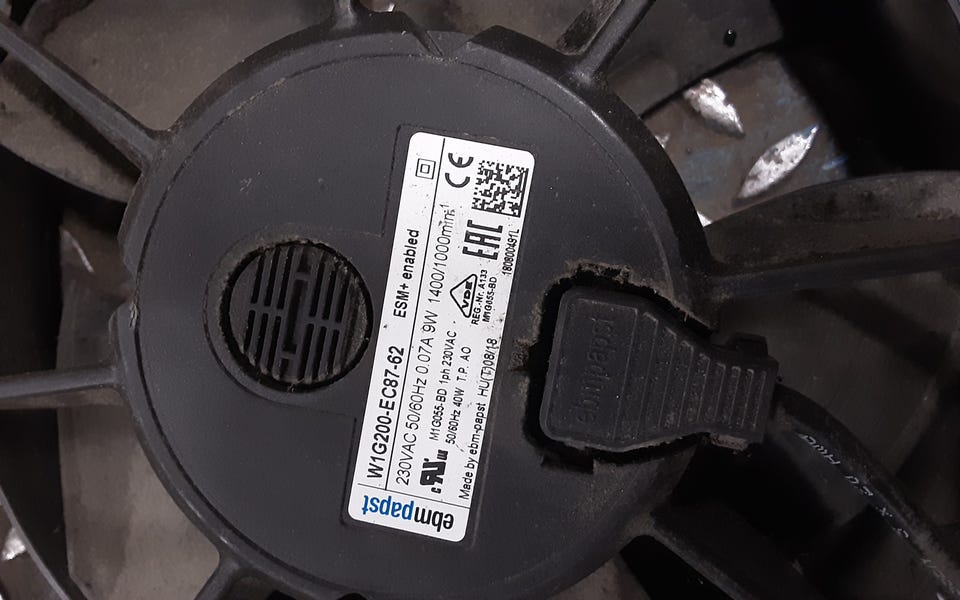 ebmpapst
W1G200-EC87-62 ESM+ enabled
230VAC 50/60Hz 0.07A 9W 1400/1000min-1
M1G055-BD 1ph 230VAC
50/60Hz 40W T.P. AO
Made by ebm-papst HU(T)08/18
VDE
REG.-Nr. A133
M1G055-BD
EAC
CE
180800491L
ebmpapst